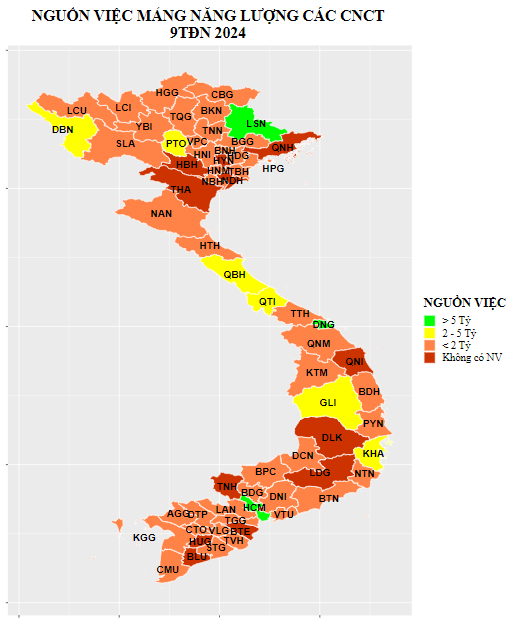 NGUỒN VIỆC MẢNG NĂNG LƯỢNG CÁC CNCT
9TĐN 2024
HGG
CBG
LCU
LCI
BKN
TQG
LSN
DBN
YBI
TNN
PTO
VPC
BGG
SLA
BNH
QNH
HNI
HDG
HYN
HBH
HPG
HNM
TBH
NBH
NDH
THA
NAN
HTH
QBH
QTI
TTH
DNG
QNM
NGUỒN VIỆC
> 5 Tỷ
2 - 5 Tỷ
< 2 Tỷ
Không có NV
QNI
KTM
BDH
GLI
PYN
DLK
KHA
DCN
BPC
LDG
NTN
TNH
BDG
DNI
BTN
HCM
LAN
VTU
AGG
DTP
TGG
CTO
VLG
BTE
KGG
HUG
TVH
STG
BLU
CMU